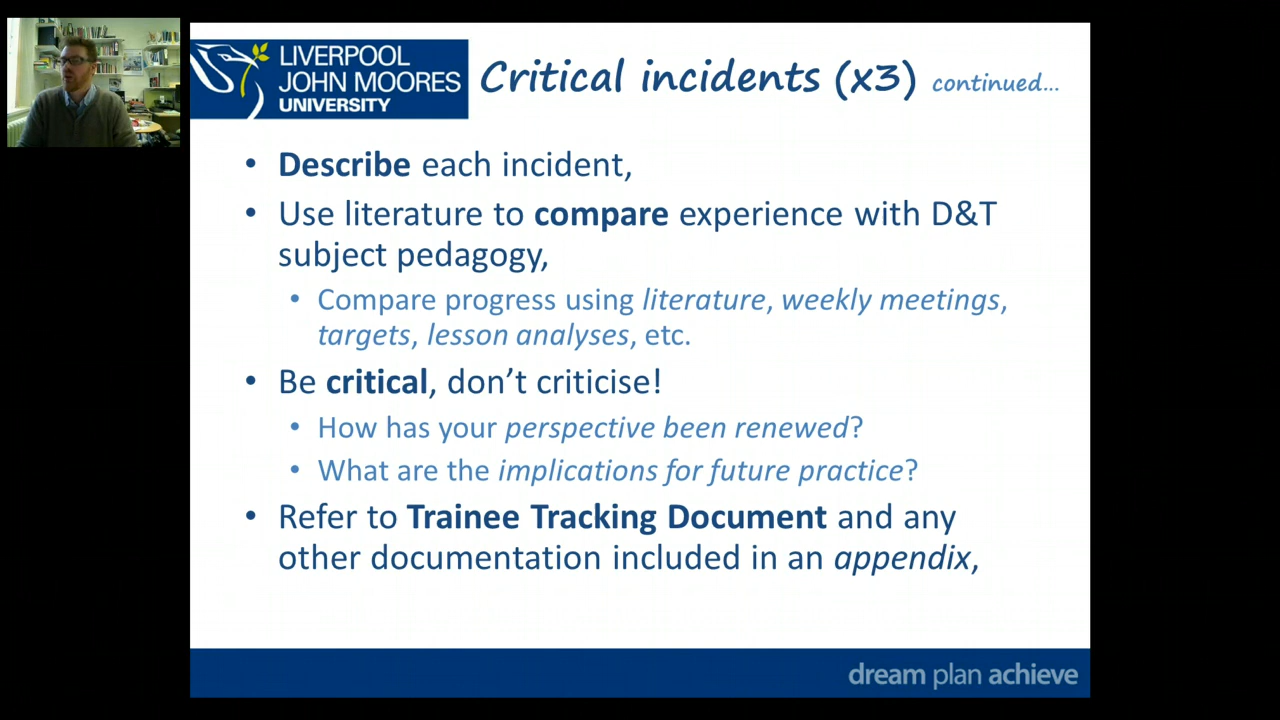 LIVERPOOL
JOHN MOORES
UNIVERSITY
Critical incidents (x3) continued...
• Describe each incident,
• Use literature to compare experience with D&T
subject pedagogy,
• Compare progress using literature, weekly meetings,
targets, lesson analyses, etc.
• Be critical, don’t criticise!
• How has your perspective been renewed?
• What are the implications for future practice?
• Refer to Trainee Tracking Document and any
other documentation included in an appendix,
dream plan achieve